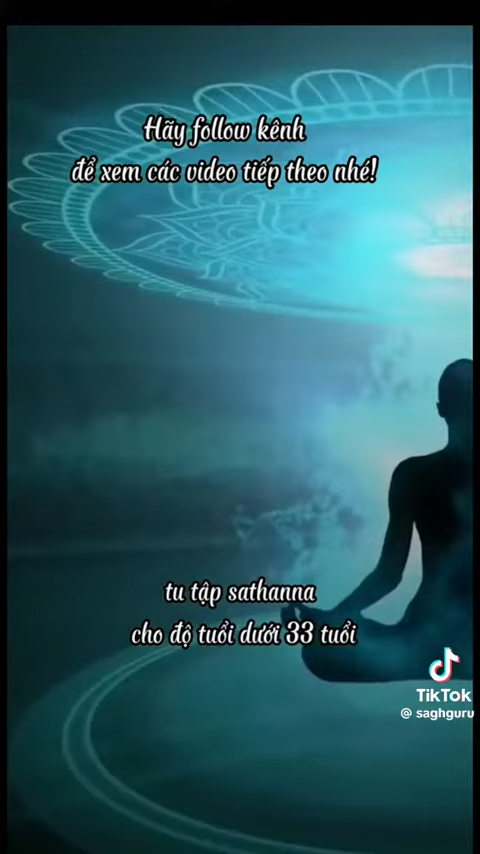 Hãy follow kênh
để xem các video tiếp theo nhé!
tu tập sathanna
cho độ tuổi dưới 33 tuổi
TikTok
@ saghguru